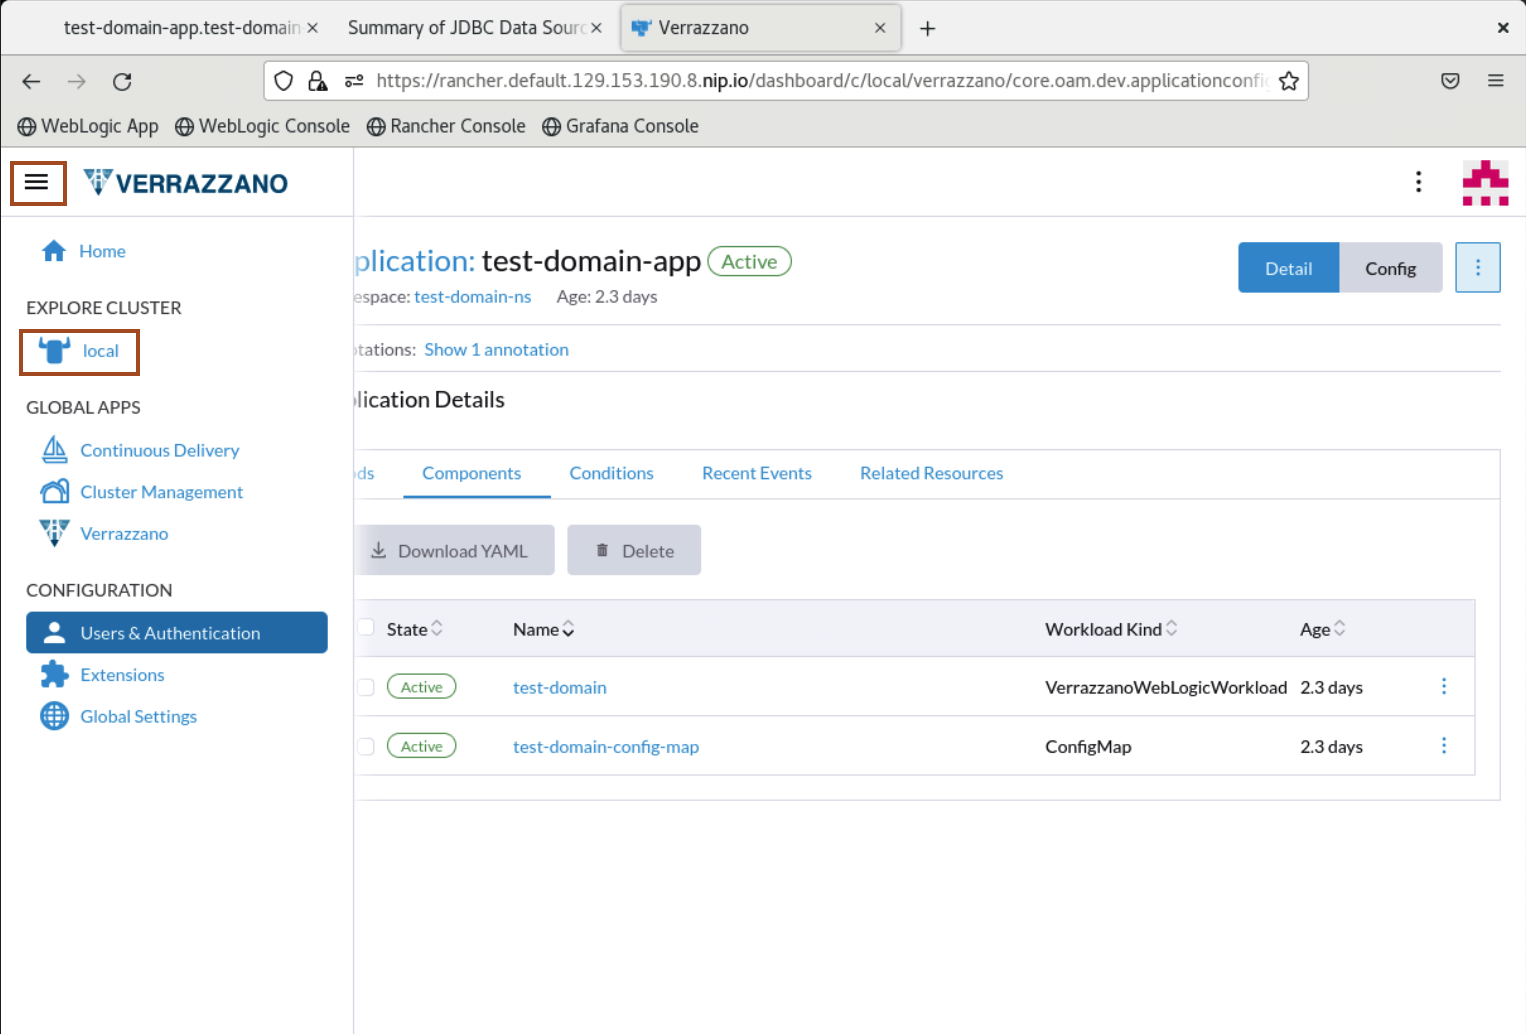 test-domain-app.test-domain
Summary of JDBC Data Sour
Verrazzano
https://rancher.default.129.153.190.8.nip.io/dashboard/c/local/verrazzano/core.oam.dev.applicationconfig
WebLogic App
WebLogic Console
Rancher Console
Grafana Console
VERRAZZANO
Home
EXPLORE CLUSTER
local
GLOBAL APPS
Continuous Delivery
Cluster Management
Verrazzano
CONFIGURATION
Users & Authentication
Extensions
Global Settings
plication: test-domain-app Active
Detail
Config
espace: test-domain-ns Age: 2.3 days
tations: Show 1 annotation
lication Details
ds
Components
Conditions
Recent Events
Related Resources
Download YAML
Delete
State Name Workload Kind Age
Active test-domain VerrazzanoWebLogicWorkload 2.3 days
Active test-domain-config-map ConfigMap 2.3 days